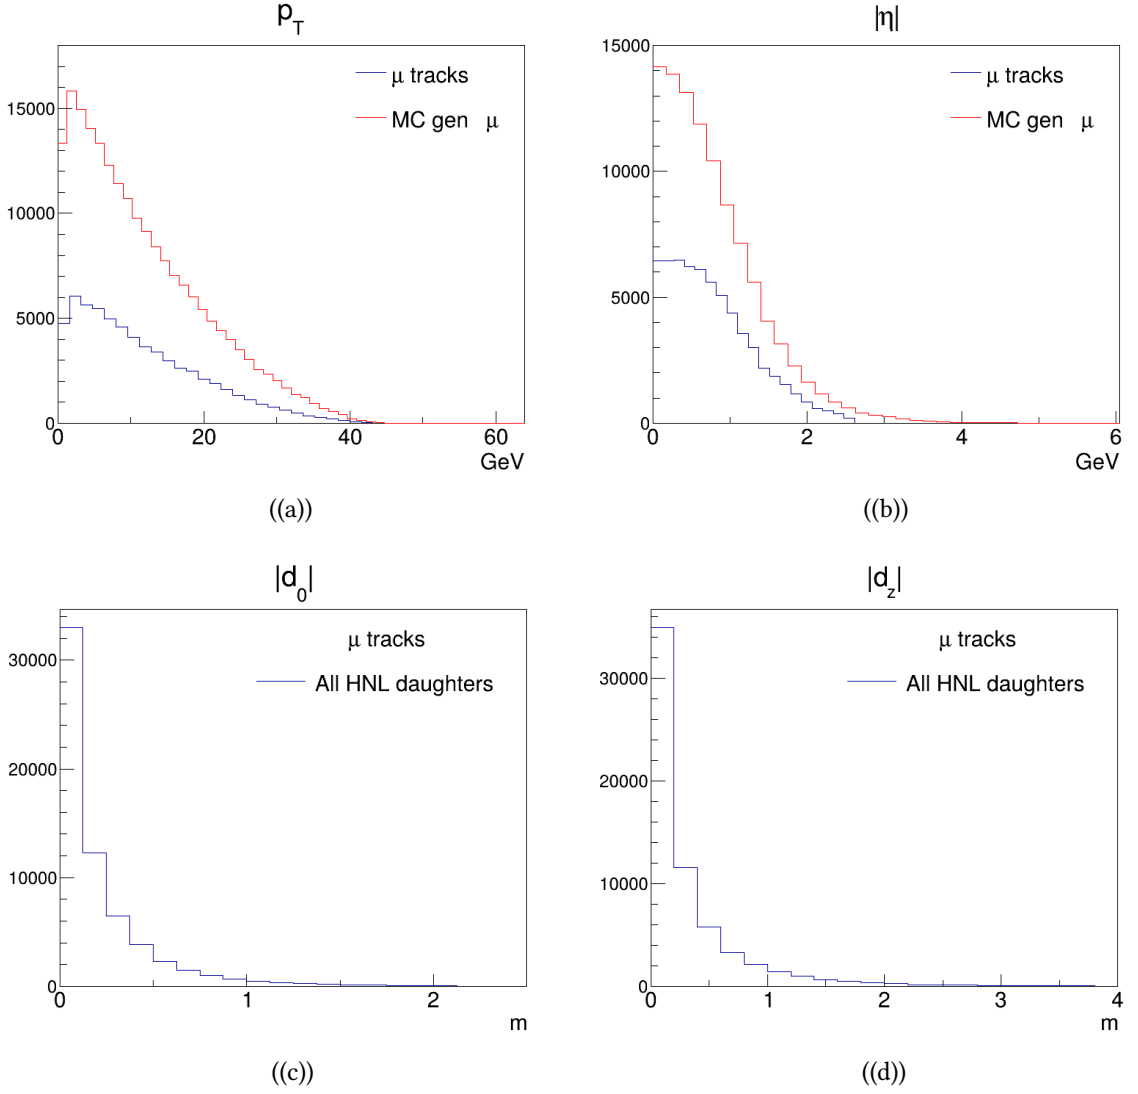 p_T
μ tracks
MC gen μ
15000
10000
5000
0
0 20 40 60
GeV
((a))
|η|
μ tracks
MC gen μ
15000
10000
5000
0
0 2 4 6
GeV
((b))
|d_0|
μ tracks
All HNL daughters
30000
20000
10000
0
0 1 2
m
((c))
|d_z|
μ tracks
All HNL daughters
30000
20000
10000
0
0 1 2 3 4
m
((d))